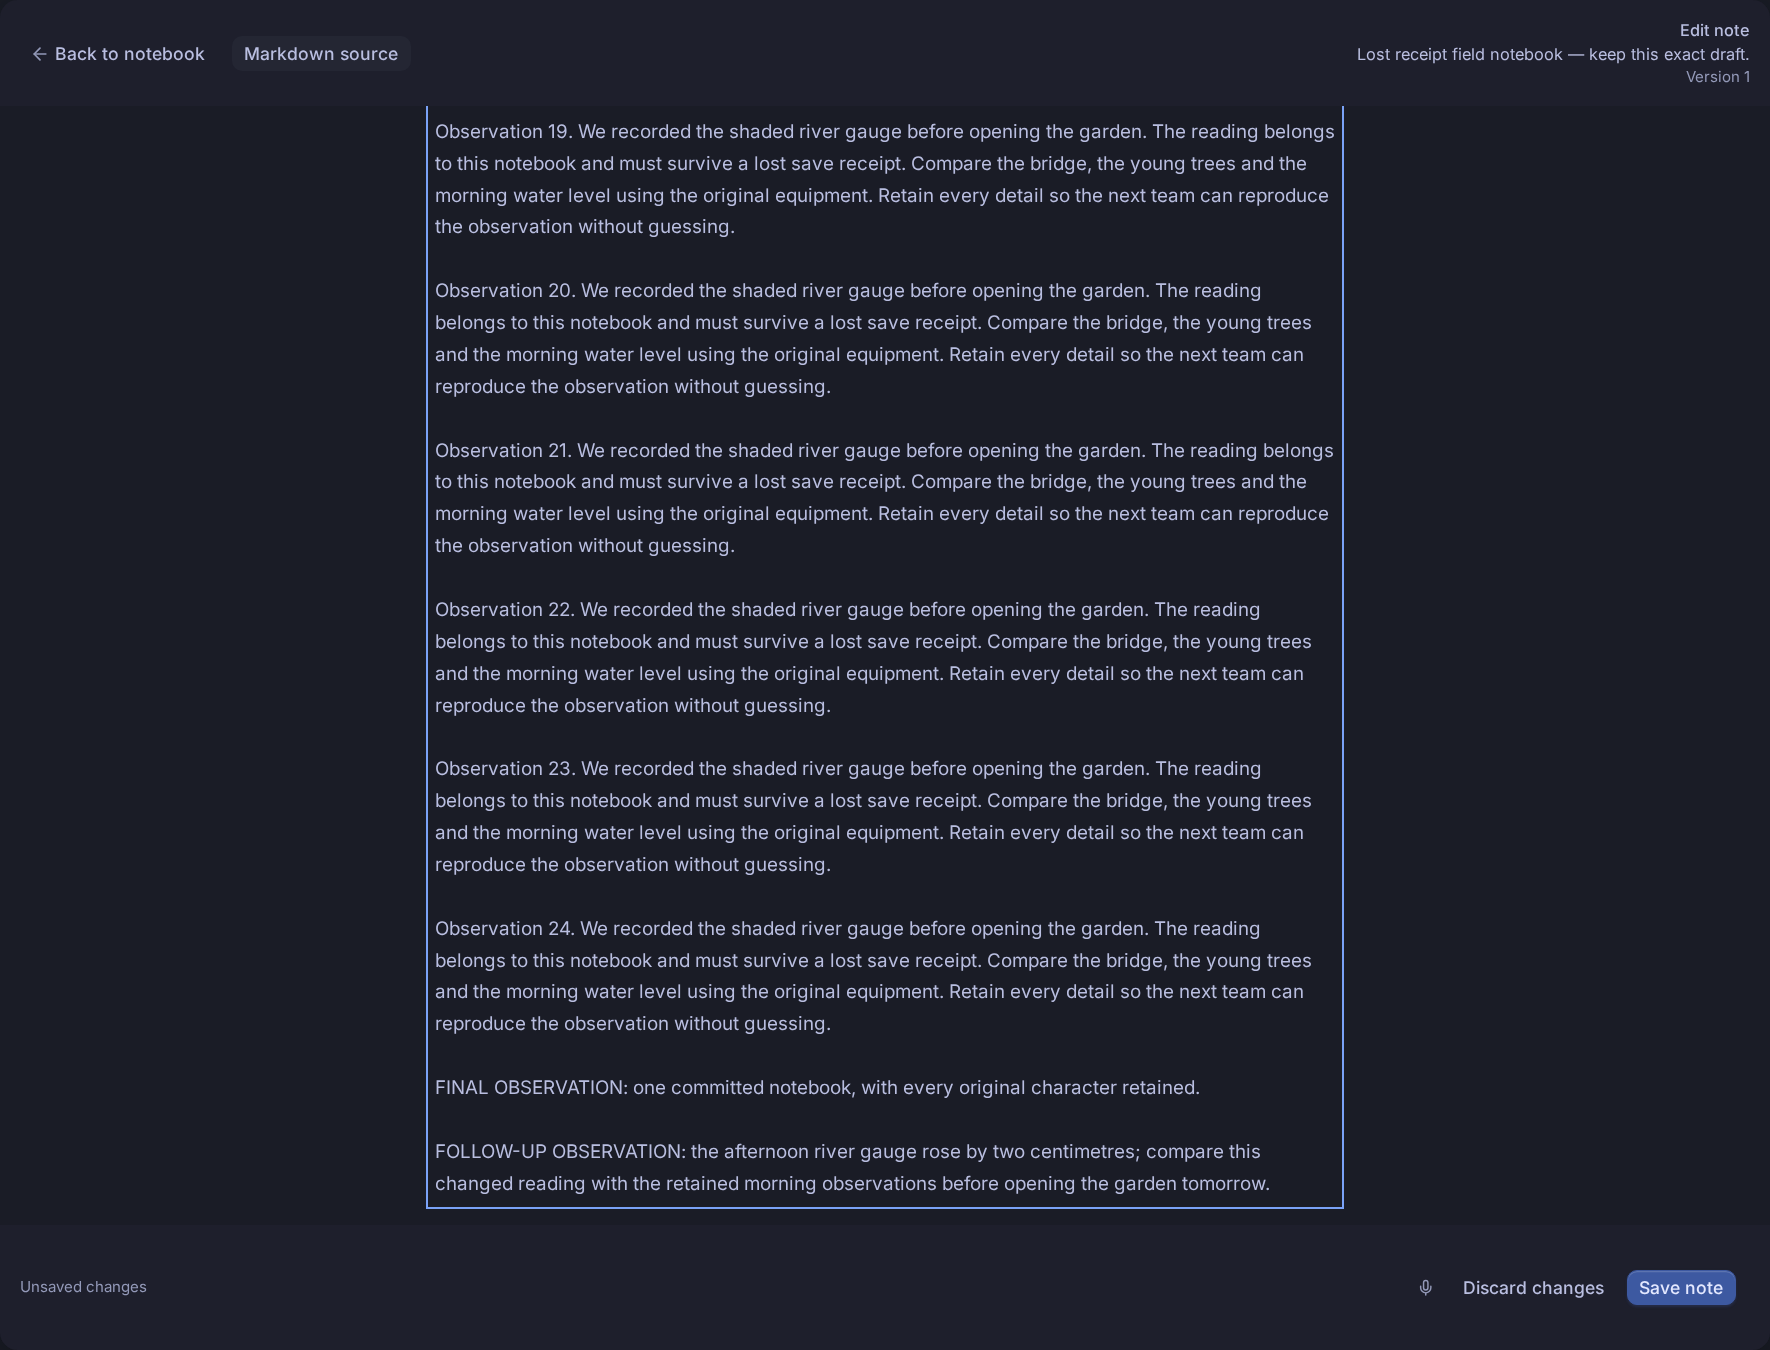 Back to notebook
Markdown source
Edit note
Lost receipt field notebook — keep this exact draft.
Version 1
Observation 19. We recorded the shaded river gauge before opening the garden. The reading belongs
to this notebook and must survive a lost save receipt. Compare the bridge, the young trees and the
morning water level using the original equipment. Retain every detail so the next team can reproduce
the observation without guessing.
Observation 20. We recorded the shaded river gauge before opening the garden. The reading
belongs to this notebook and must survive a lost save receipt. Compare the bridge, the young trees
and the morning water level using the original equipment. Retain every detail so the next team can
reproduce the observation without guessing.
Observation 21. We recorded the shaded river gauge before opening the garden. The reading belongs
to this notebook and must survive a lost save receipt. Compare the bridge, the young trees and the
morning water level using the original equipment. Retain every detail so the next team can reproduce
the observation without guessing.
Observation 22. We recorded the shaded river gauge before opening the garden. The reading
belongs to this notebook and must survive a lost save receipt. Compare the bridge, the young trees
and the morning water level using the original equipment. Retain every detail so the next team can
reproduce the observation without guessing.
Observation 23. We recorded the shaded river gauge before opening the garden. The reading
belongs to this notebook and must survive a lost save receipt. Compare the bridge, the young trees
and the morning water level using the original equipment. Retain every detail so the next team can
reproduce the observation without guessing.
Observation 24. We recorded the shaded river gauge before opening the garden. The reading
belongs to this notebook and must survive a lost save receipt. Compare the bridge, the young trees
and the morning water level using the original equipment. Retain every detail so the next team can
reproduce the observation without guessing.
FINAL OBSERVATION: one committed notebook, with every original character retained.
FOLLOW-UP OBSERVATION: the afternoon river gauge rose by two centimetres; compare this
changed reading with the retained morning observations before opening the garden tomorrow.
Unsaved changes
Discard changes
Save note